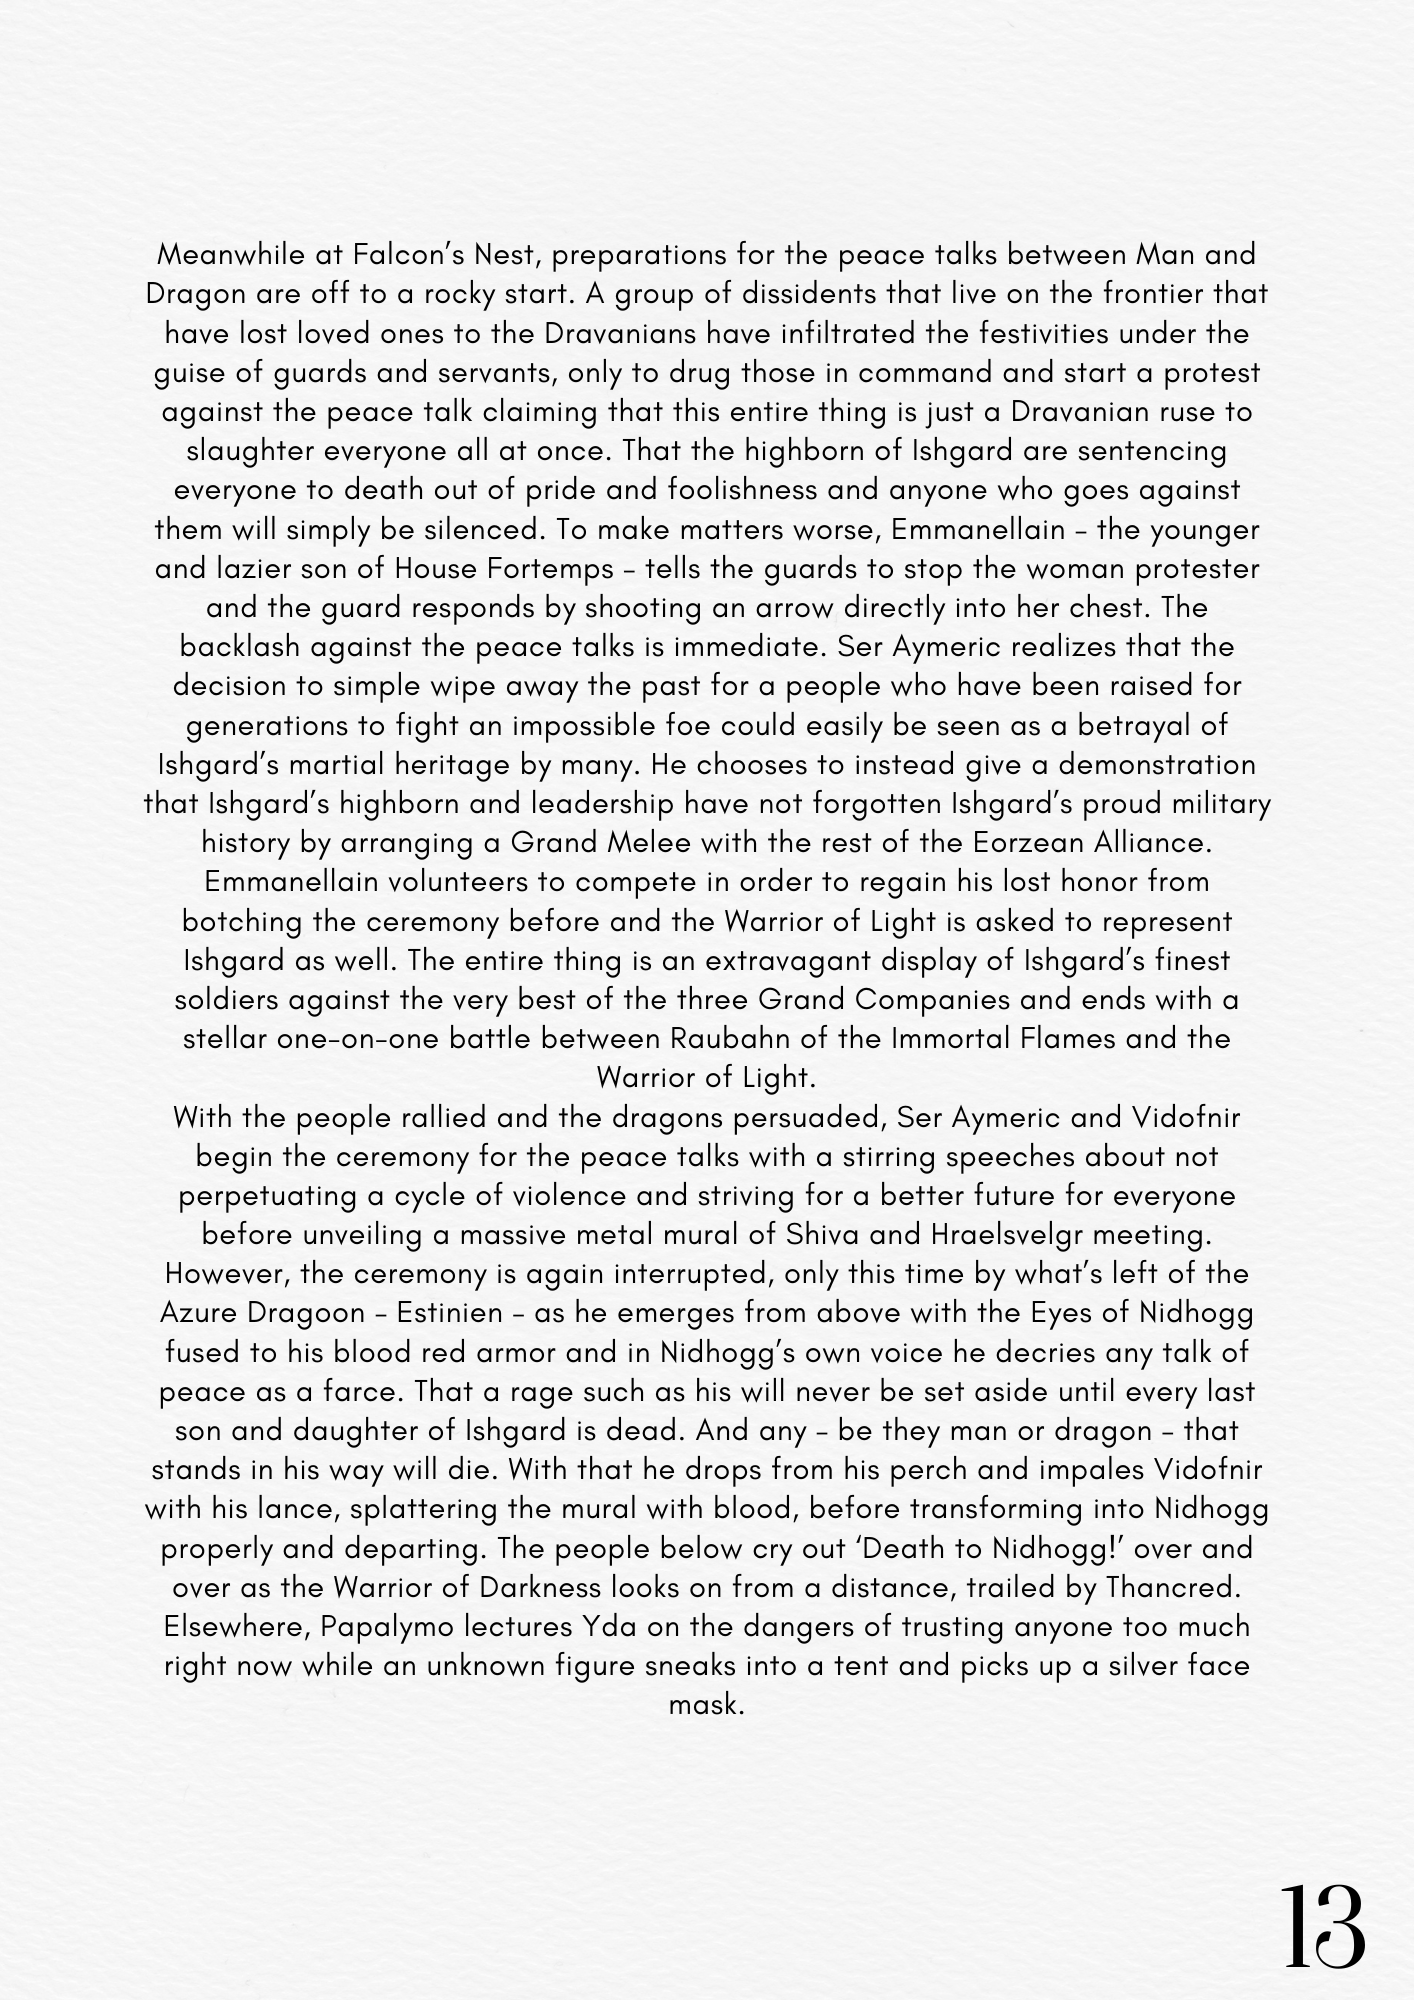 Meanwhile at Falcon’s Nest, preparations for the peace talks between Man and
Dragon are off to a rocky start. A group of dissidents that live on the frontier that
have lost loved ones to the Dravanians have infiltrated the festivities under the
guise of guards and servants, only to drug those in command and start a protest
against the peace talk claiming that this entire thing is just a Dravanian ruse to
slaughter everyone all at once. That the highborn of Ishgard are sentencing
everyone to death out of pride and foolishness and anyone who goes against
them will simply be silenced. To make matters worse, Emmanellain – the younger
and lazier son of House Fortemps – tells the guards to stop the woman protester
and the guard responds by shooting an arrow directly into her chest. The
backlash against the peace talks is immediate. Ser Aymeric realizes that the
decision to simple wipe away the past for a people who have been raised for
generations to fight an impossible foe could easily be seen as a betrayal of
Ishgard’s martial heritage by many. He chooses to instead give a demonstration
that Ishgard’s highborn and leadership have not forgotten Ishgard’s proud military
history by arranging a Grand Melee with the rest of the Eorzean Alliance.
Emmanellain volunteers to compete in order to regain his lost honor from
botching the ceremony before and the Warrior of Light is asked to represent
Ishgard as well. The entire thing is an extravagant display of Ishgard’s finest
soldiers against the very best of the three Grand Companies and ends with a
stellar one-on-one battle between Raubahn of the Immortal Flames and the
Warrior of Light.
With the people rallied and the dragons persuaded, Ser Aymeric and Vidofnir
begin the ceremony for the peace talks with a stirring speeches about not
perpetuating a cycle of violence and striving for a better future for everyone
before unveiling a massive metal mural of Shiva and Hraelsvelgr meeting.
However, the ceremony is again interrupted, only this time by what’s left of the
Azure Dragoon – Estinien – as he emerges from above with the Eyes of Nidhogg
fused to his blood red armor and in Nidhogg’s own voice he decries any talk of
peace as a farce. That a rage such as his will never be set aside until every last
son and daughter of Ishgard is dead. And any – be they man or dragon – that
stands in his way will die. With that he drops from his perch and impales Vidofnir
with his lance, splattering the mural with blood, before transforming into Nidhogg
properly and departing. The people below cry out ‘Death to Nidhogg!’ over and
over as the Warrior of Darkness looks on from a distance, trailed by Thancred.
Elsewhere, Papalymo lectures Yda on the dangers of trusting anyone too much
right now while an unknown figure sneaks into a tent and picks up a silver face
mask.
13